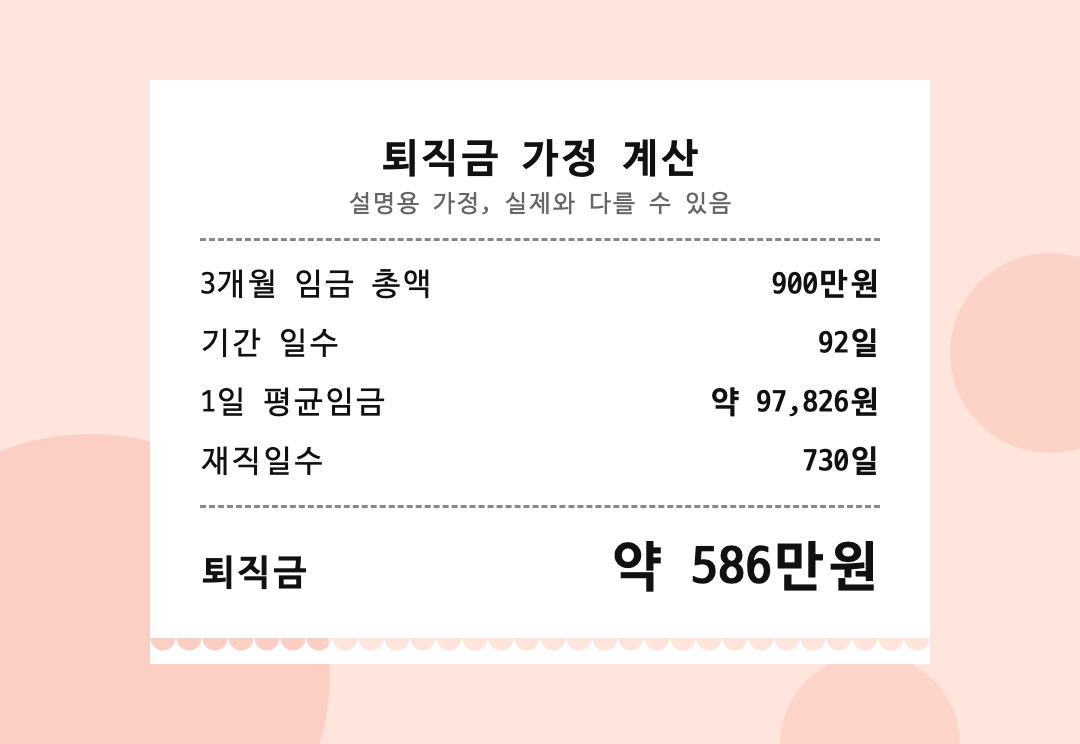 퇴직금 가정 계산
설명용 가정, 실제와 다를 수 있음
3개월 임금 총액 900만원
기간 일수 92일
1일 평균임금 약 97,826원
재직일수 730일
퇴직금 약 586만원